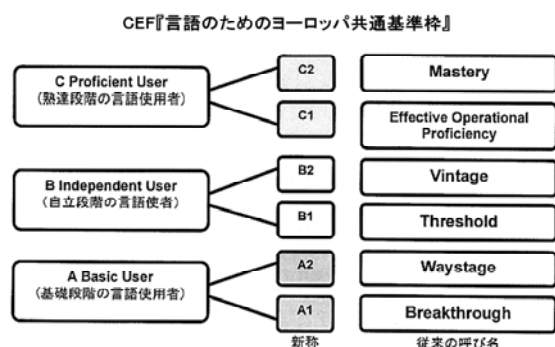 CEF『言語のためのヨーロッパ共通基準枠』
C Proficient User
（熟達段階の言語使用者）
C2
Mastery
C1
Effective Operational
Proficiency
B Independent User
（自立段階の言語使者）
B2
Vintage
B1
Threshold
A Basic User
（基礎段階の言語使用者）
A2
Waystage
A1
Breakthrough
新称
従来の呼び名